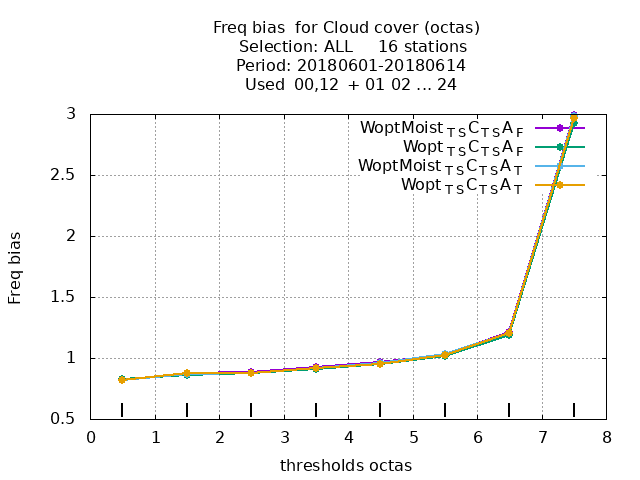 Freq bias for Cloud cover (octas)
Selection: ALL 16 stations
Period: 20180601-20180614
Used 00,12 + 01 02 ... 24
WoptMoist TS C TS A F
Wopt TS C TS A F
WoptMoist TS C TS A T
Wopt TS C TS A T
3
2.5
2
1.5
1
0.5
Freq bias
0 1 2 3 4 5 6 7 8
thresholds octas